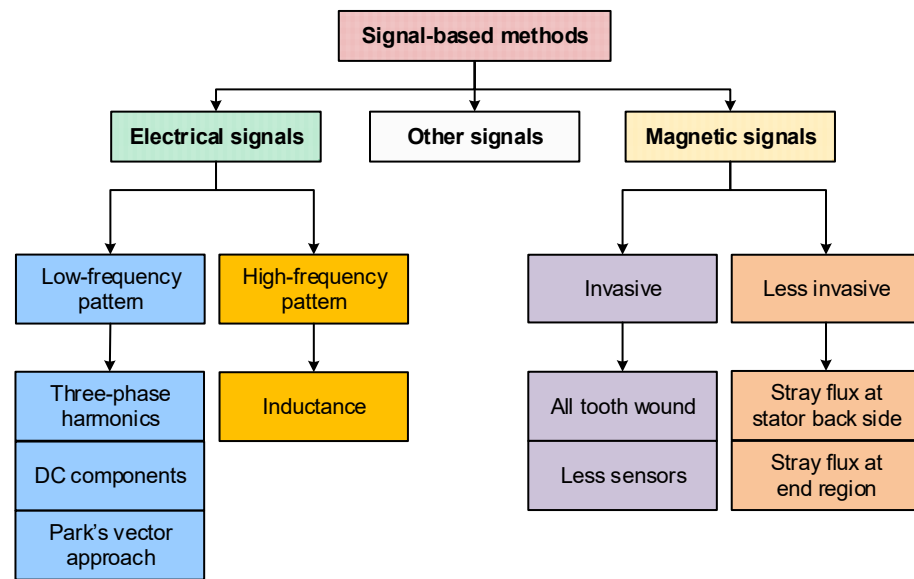 Signal-based methods
Electrical signals
Other signals
Magnetic signals
Low-frequency
pattern
High-frequency
pattern
Invasive
Less invasive
Three-phase
harmonics
DC components
Park’s vector
approach
Inductance
All tooth wound
Less sensors
Stray flux at
stator back side
Stray flux at
end region